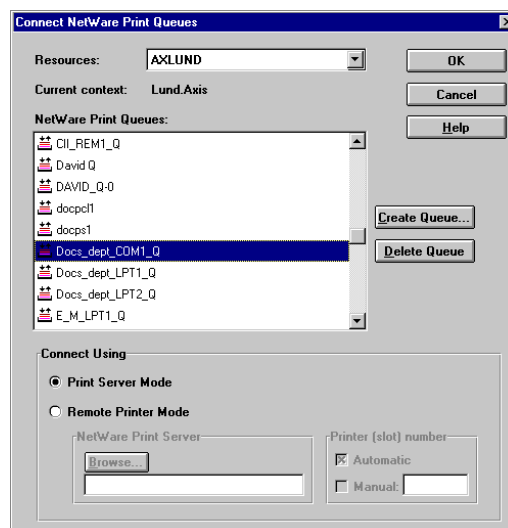 Connect NetWare Print Queues
Resources: AXLUND OK
Current context: Lund.Axis Cancel
NetWare Print Queues: Help
CII_REM1_Q
David Q
DAVID_Q-0
docpcl1
docps1
Docs_dept_COM1_Q
Docs_dept_LPT1_Q
Docs_dept_LPT2_Q
E_M_LPT1_Q
Create Queue...
Delete Queue
Connect Using
Print Server Mode
Remote Printer Mode
NetWare Print Server
Browse...
Printer (slot) number
Automatic
Manual: